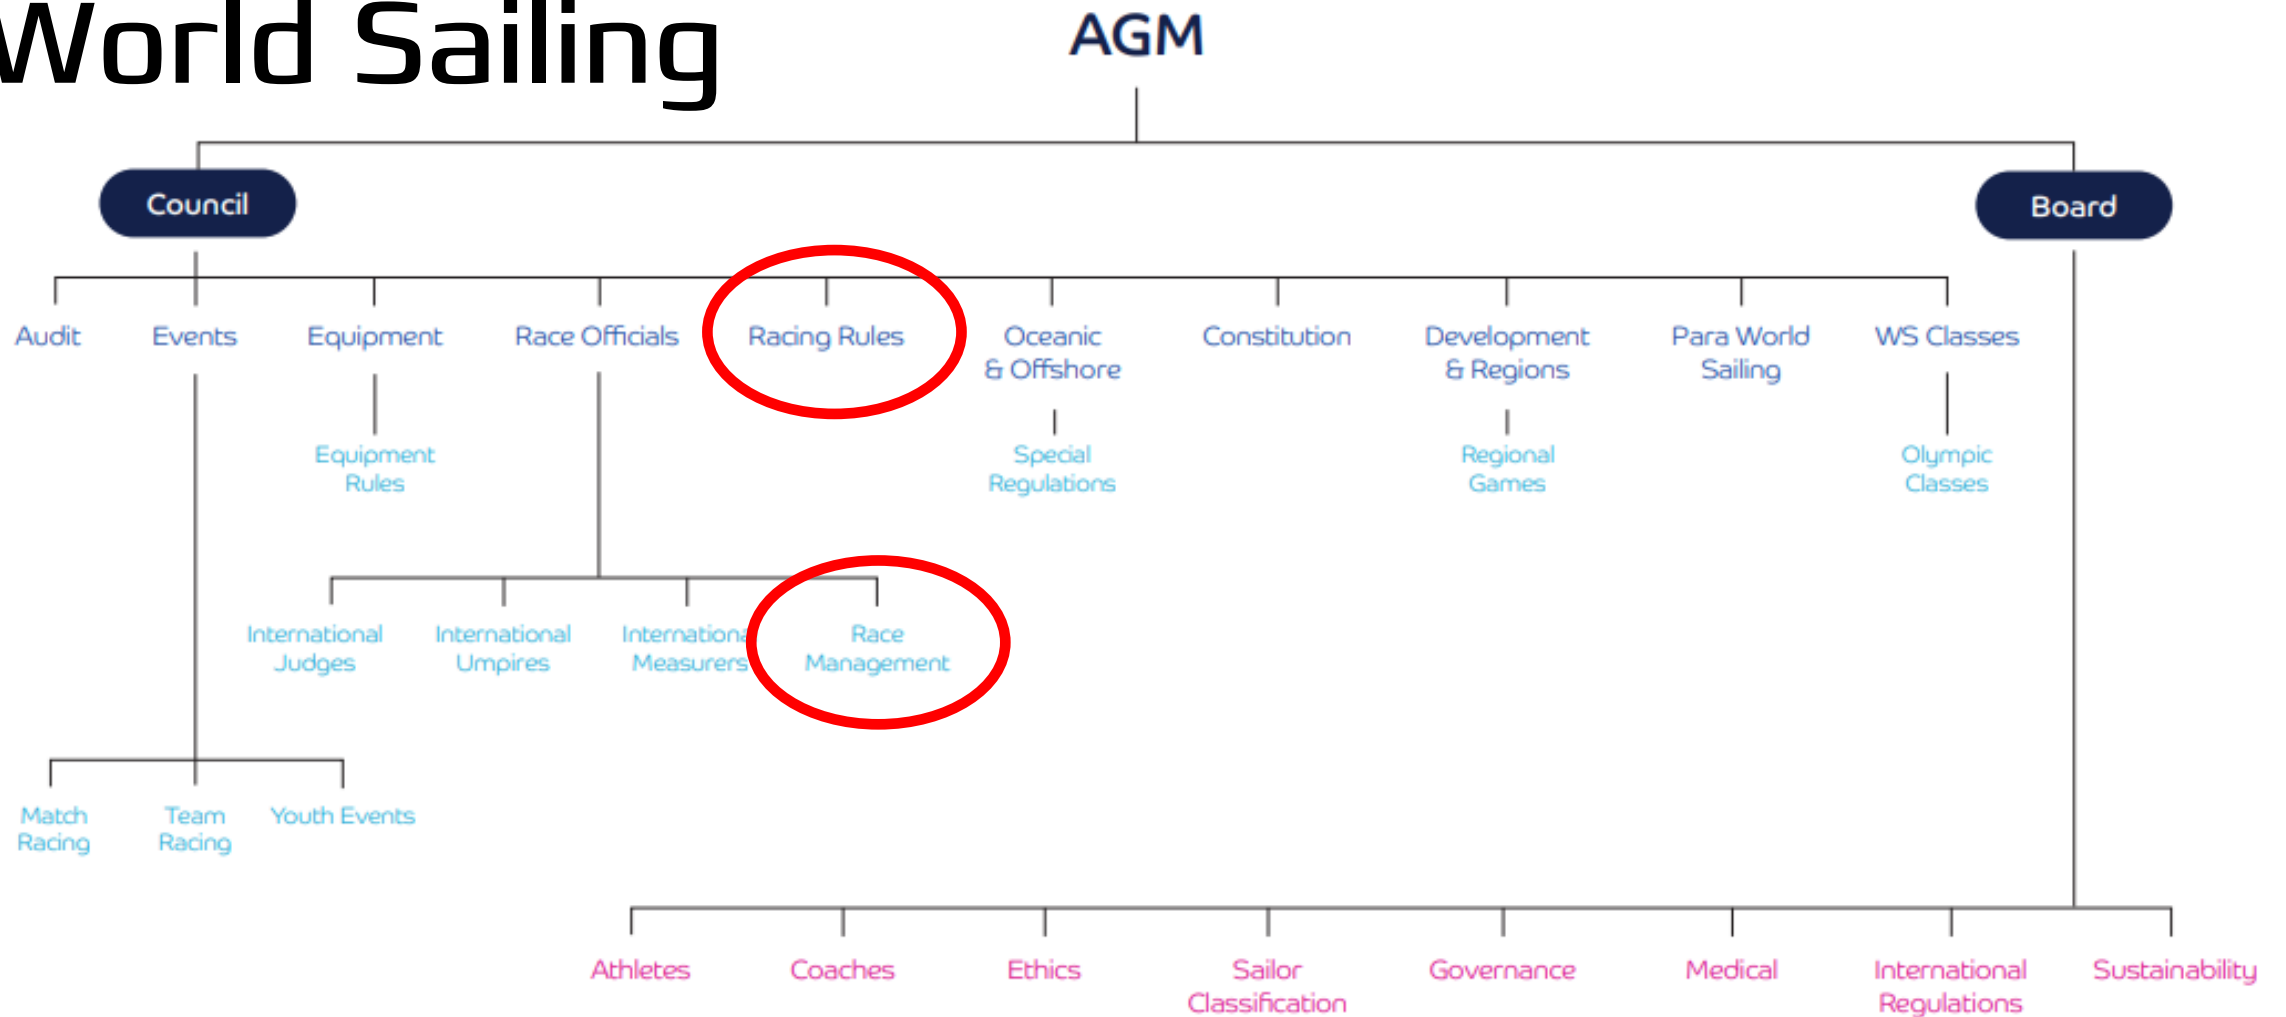 World Sailing
AGM
Council
Board
Audit
Events
Equipment
Race Officials
Racing Rules
Oceanic
& Offshore
Constitution
Development
& Regions
Para World
Sailing
WS Classes
Equipment
Rules
Special
Regulations
Regional
Games
Olympic
Classes
International
Judges
International
Umpires
International
Measurers
Race
Management
Match
Racing
Team
Racing
Youth Events
Athletes
Coaches
Ethics
Sailor
Classification
Governance
Medical
International
Regulations
Sustainability